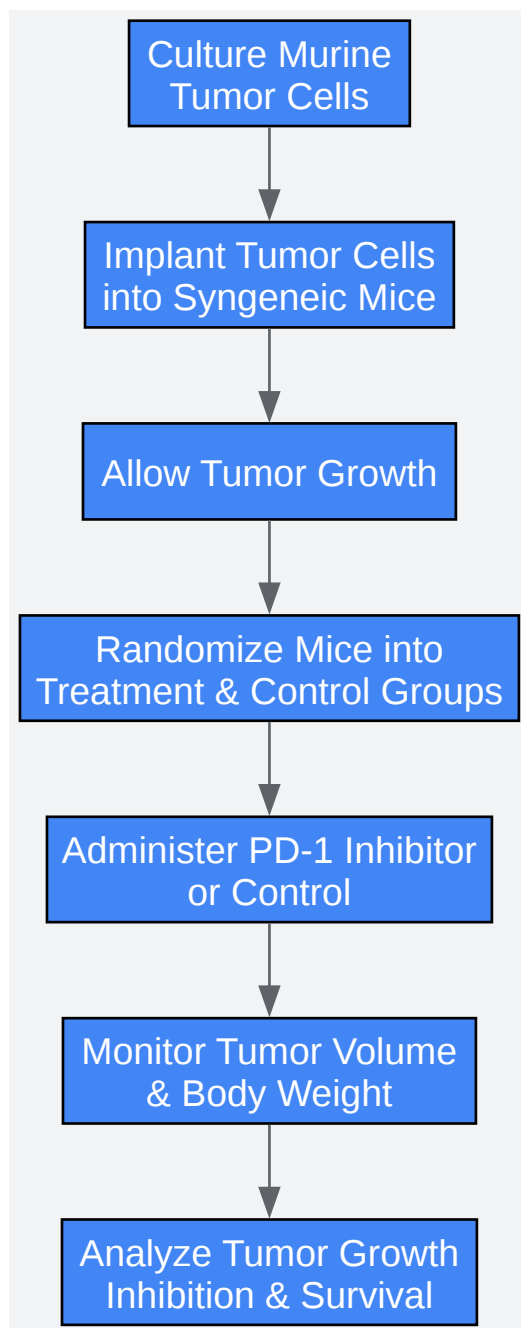 Culture Murine
Tumor Cells
Implant Tumor Cells
into Syngeneic Mice
Allow Tumor Growth
Randomize Mice into
Treatment & Control Groups
Administer PD-1 Inhibitor
or Control
Monitor Tumor Volume
& Body Weight
Analyze Tumor Growth
Inhibition & Survival